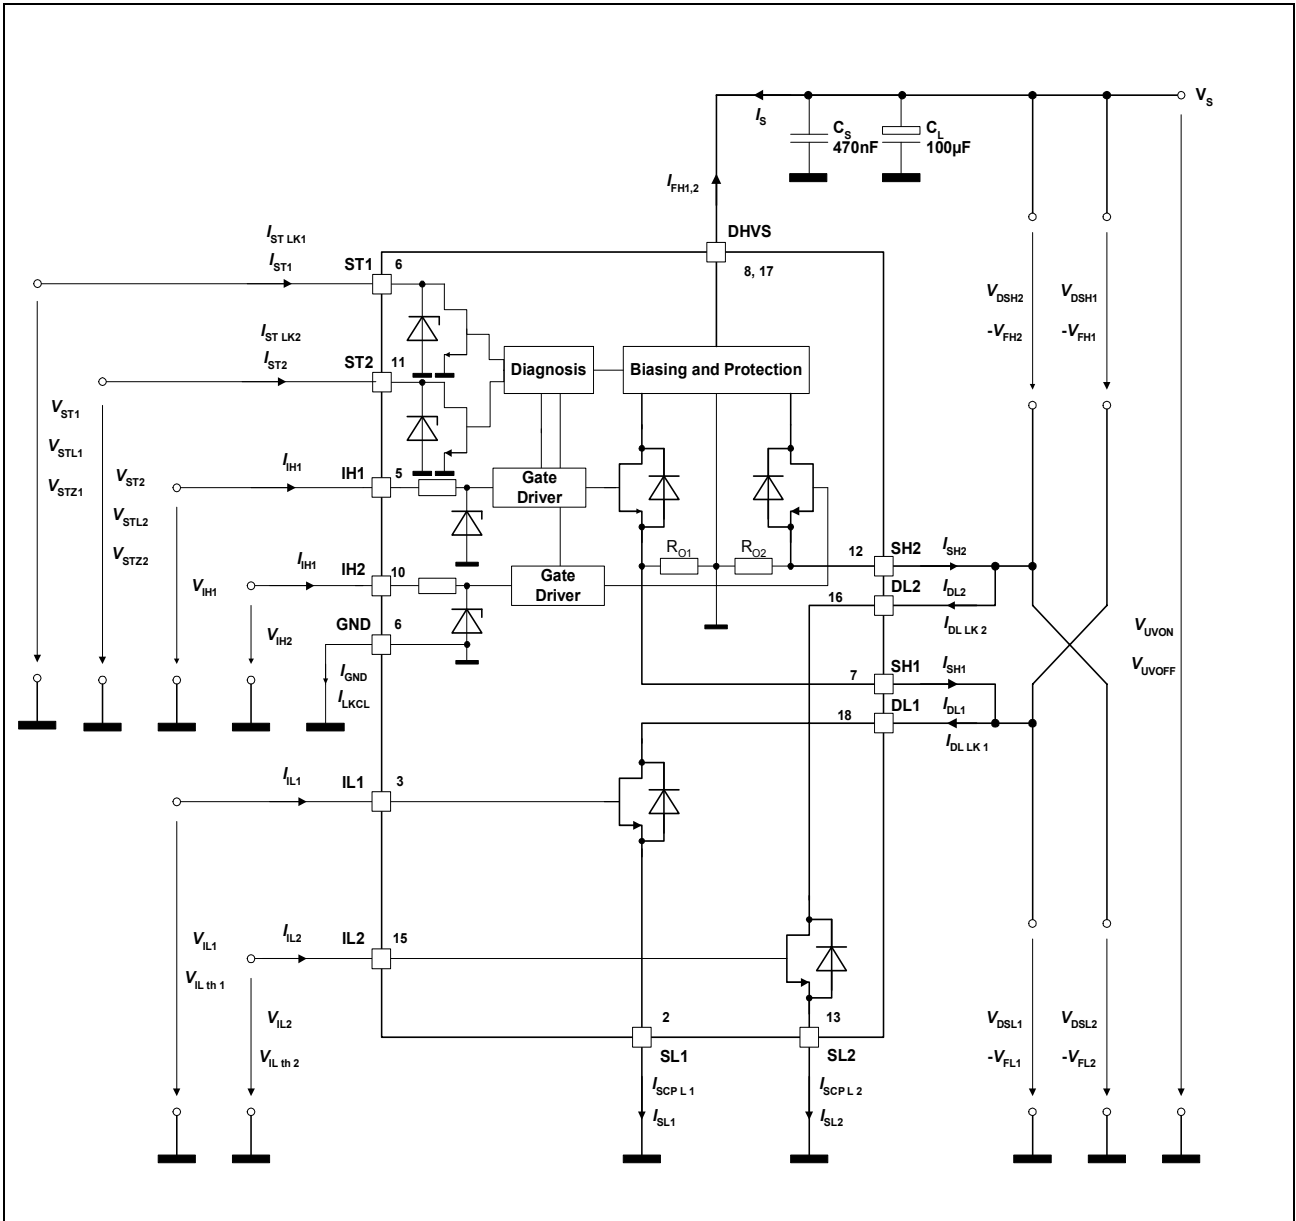 V_S
I_S
C_S
470nF
C_L
100µF
I_FH1,2
DHVS
8, 17
I_ST LK1
I_ST1
ST1
6
I_ST LK2
I_ST2
ST2
11
Diagnosis
Biasing and Protection
V_DSH2
-V_FH2
V_DSH1
-V_FH1
V_ST1
V_STL1
V_STZ1
V_ST2
V_STL2
V_STZ2
I_IH1
IH1
5
Gate
Driver
R_O1
R_O2
12
SH2
I_SH2
I_IH1
IH2
10
Gate
Driver
16
DL2
I_DL2
I_DL LK 2
V_IH1
V_IH2
GND
6
I_GND
I_LKCL
V_UVON
V_UVOFF
7
SH1
I_SH1
18
DL1
I_DL1
I_DL LK 1
I_IL1
IL1
3
V_IL1
V_IL th 1
I_IL2
IL2
15
V_IL2
V_IL th 2
2
SL1
13
SL2
V_DSL1
-V_FL1
V_DSL2
-V_FL2
I_SCP L 1
I_SL1
I_SCP L 2
I_SL2